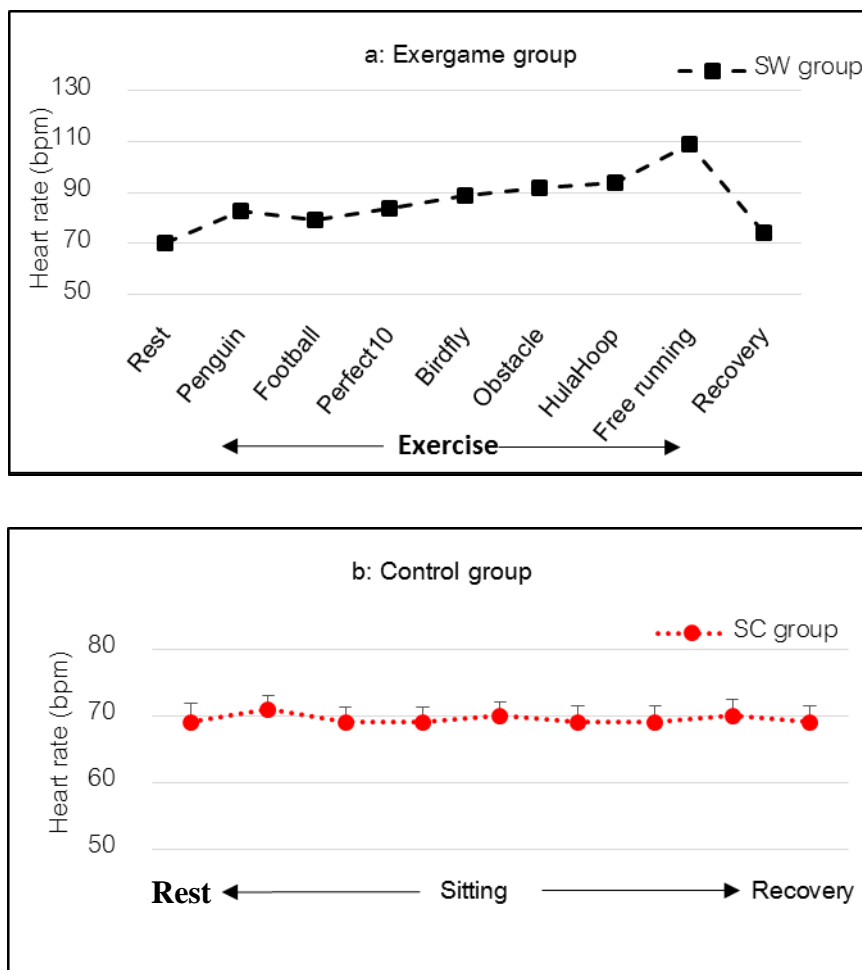 a: Exergame group
SW group
Heart rate (bpm)
130
110
90
70
50
Rest
Penguin
Football
Perfect10
Birdfly
Obstacle
HulaHoop
Free running
Recovery
Exercise
b: Control group
SC group
Heart rate (bpm)
80
70
60
50
Rest
Sitting
Recovery